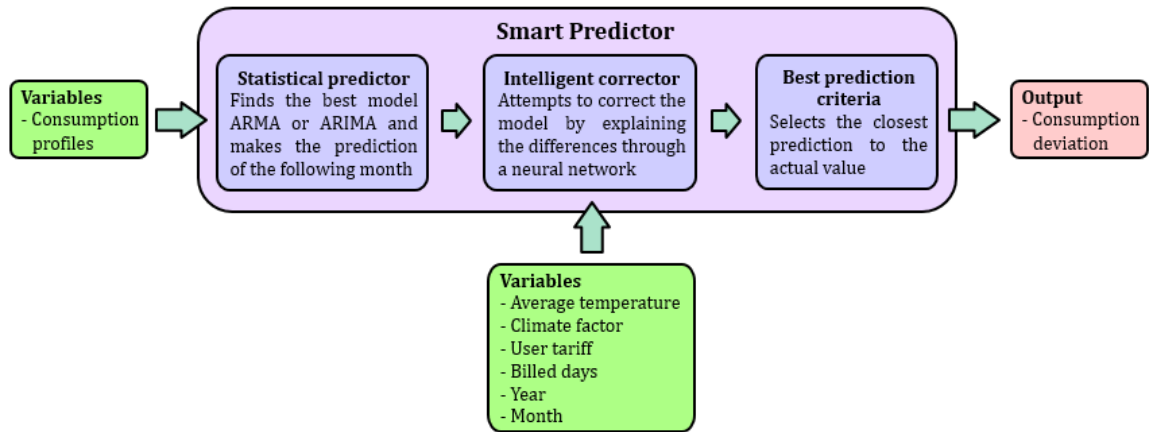 Smart Predictor
Variables
- Consumption
profiles
Statistical predictor
Finds the best model
ARMA or ARIMA and
makes the prediction
of the following month
Intelligent corrector
Attempts to correct the
model by explaining
the differences through
a neural network
Best prediction
criteria
Selects the closest
prediction to the
actual value
Output
- Consumption
deviation
Variables
- Average temperature
- Climate factor
- User tariff
- Billed days
- Year
- Month